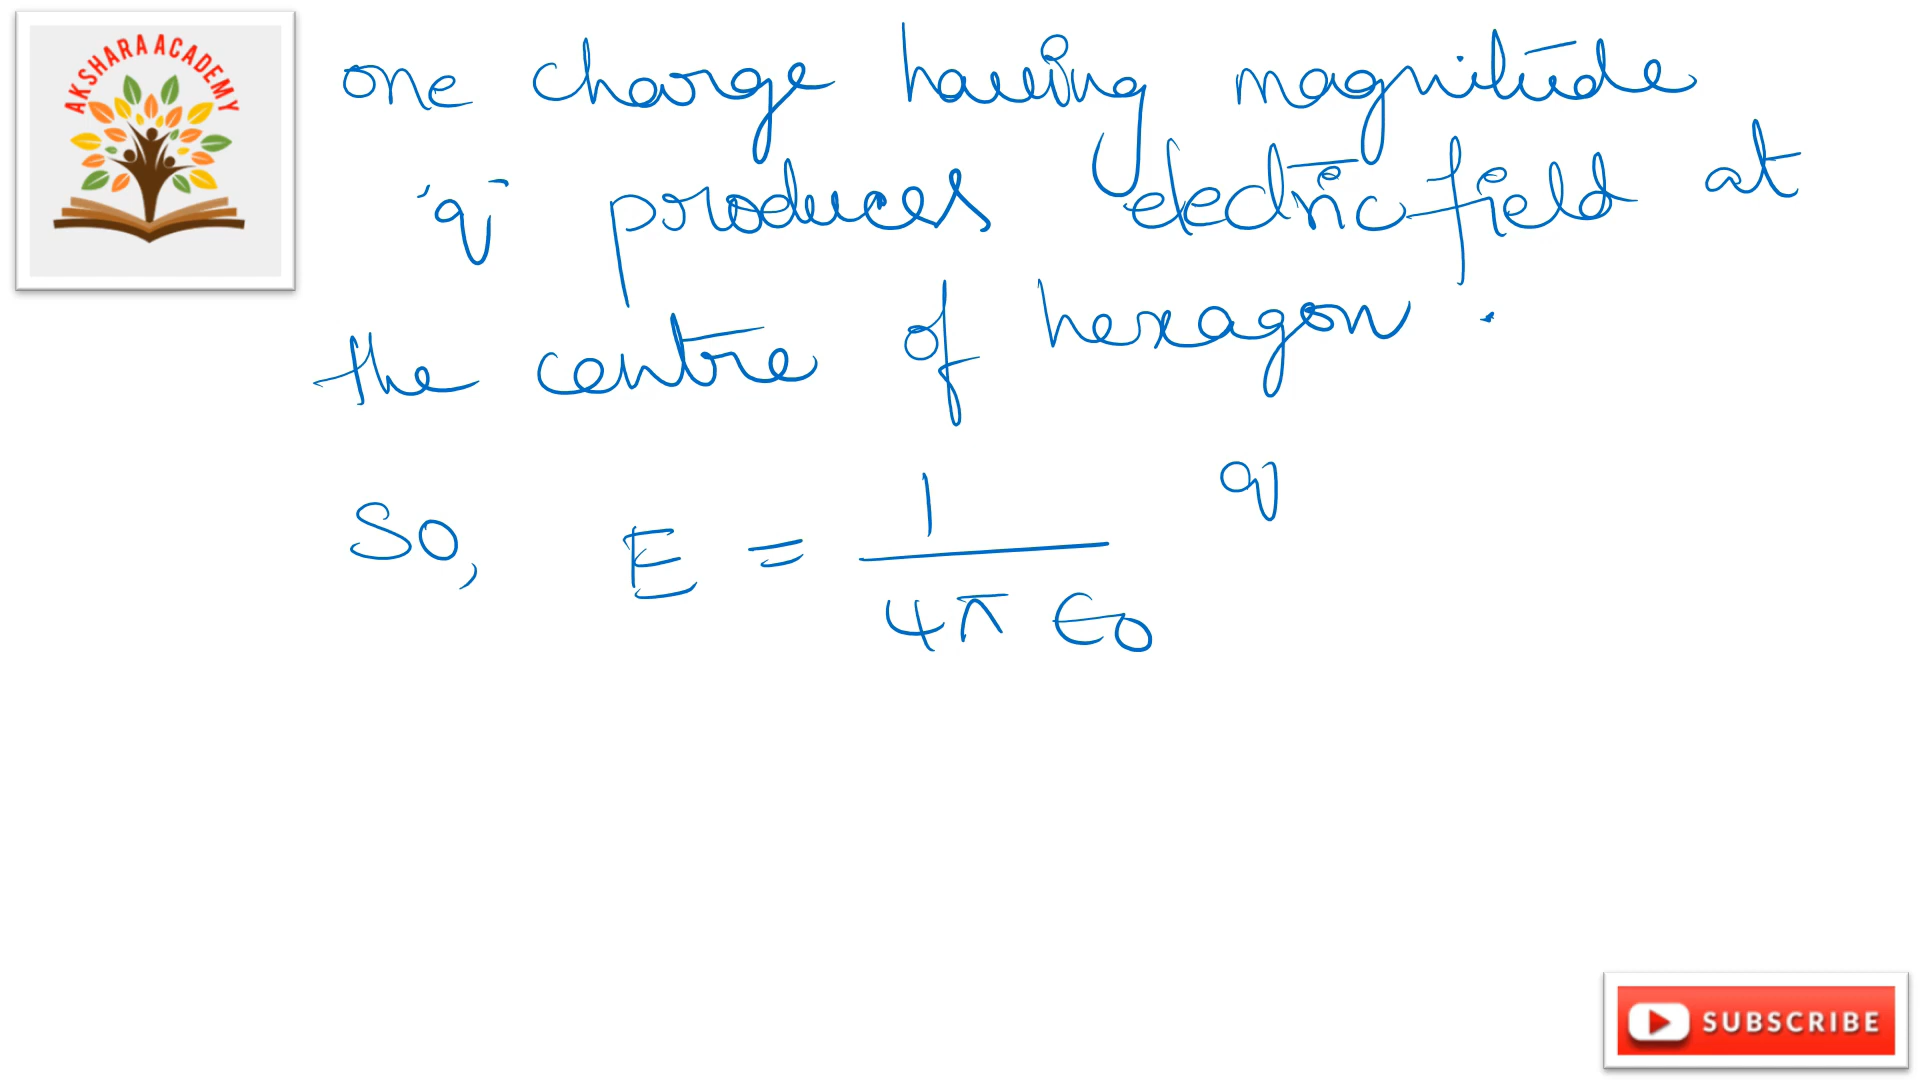 AKSHARA ACADEMY
one charge having magnitude
'q' produces electric field at
the centre of hexagon .
So, E = 1 q
4π ϵ0
SUBSCRIBE